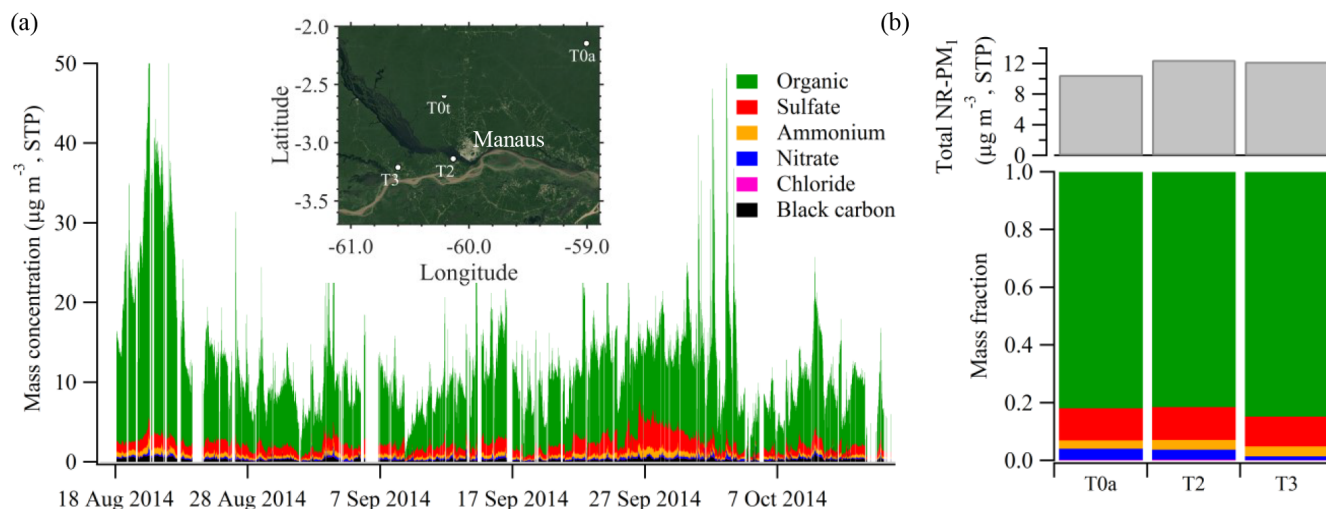 (a)
Mass concentration (µg m⁻³, STP)
50
40
30
20
10
0
18 Aug 2014
28 Aug 2014
7 Sep 2014
17 Sep 2014
27 Sep 2014
7 Oct 2014
Latitude
-2.0
-2.5
-3.0
-3.5
-61.0
-60.0
-59.0
Longitude
T0a
T0t
Manaus
T2
T3
Organic
Sulfate
Ammonium
Nitrate
Chloride
Black carbon
(b)
Total NR-PM₁
(µg m⁻³, STP)
12
8
4
0
Mass fraction
1.0
0.8
0.6
0.4
0.2
0.0
T0a
T2
T3